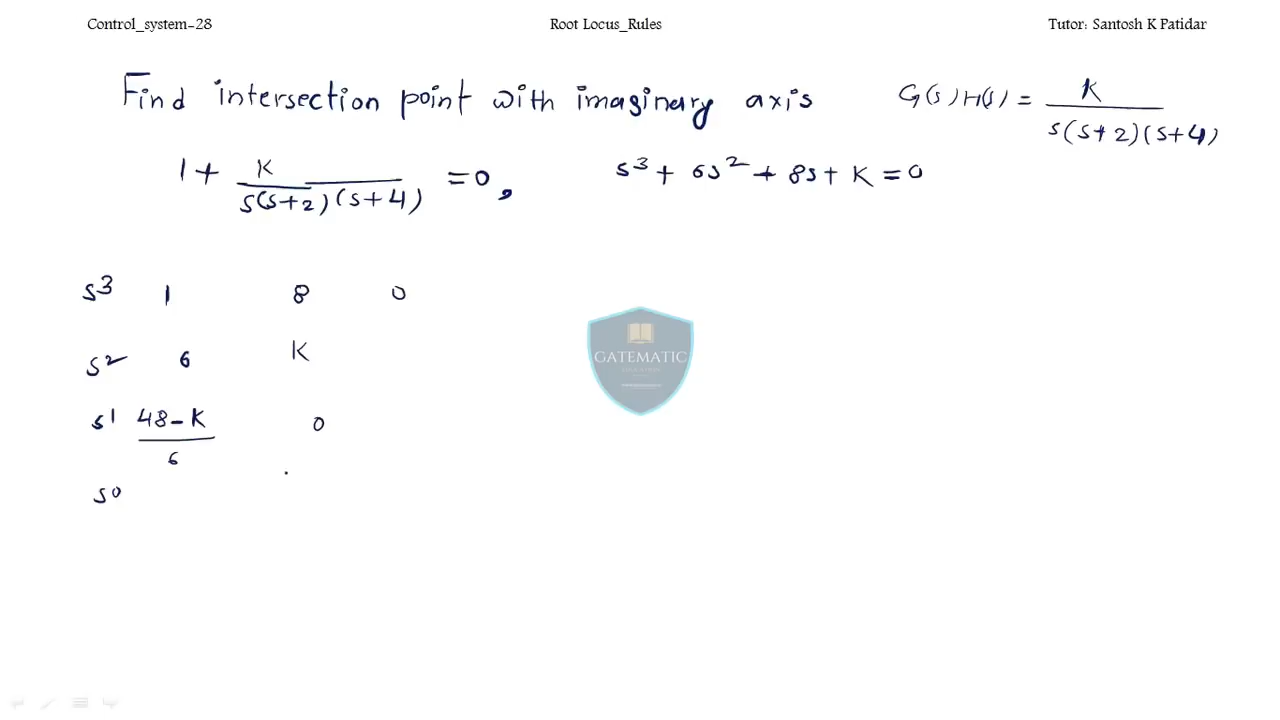 Control_system-28 Root Locus_Rules Tutor: Santosh K Patidar
Find intersection point with imaginary axis G(s)H(s) = K / s(s+2)(s+4)
1 + K / s(s+2)(s+4) = 0, s³ + 6s² + 8s + K = 0
s³ 1 8 0
s² 6 K
s¹ 48-K / 6 0
s⁰
GATEMATIC
EDUCATION